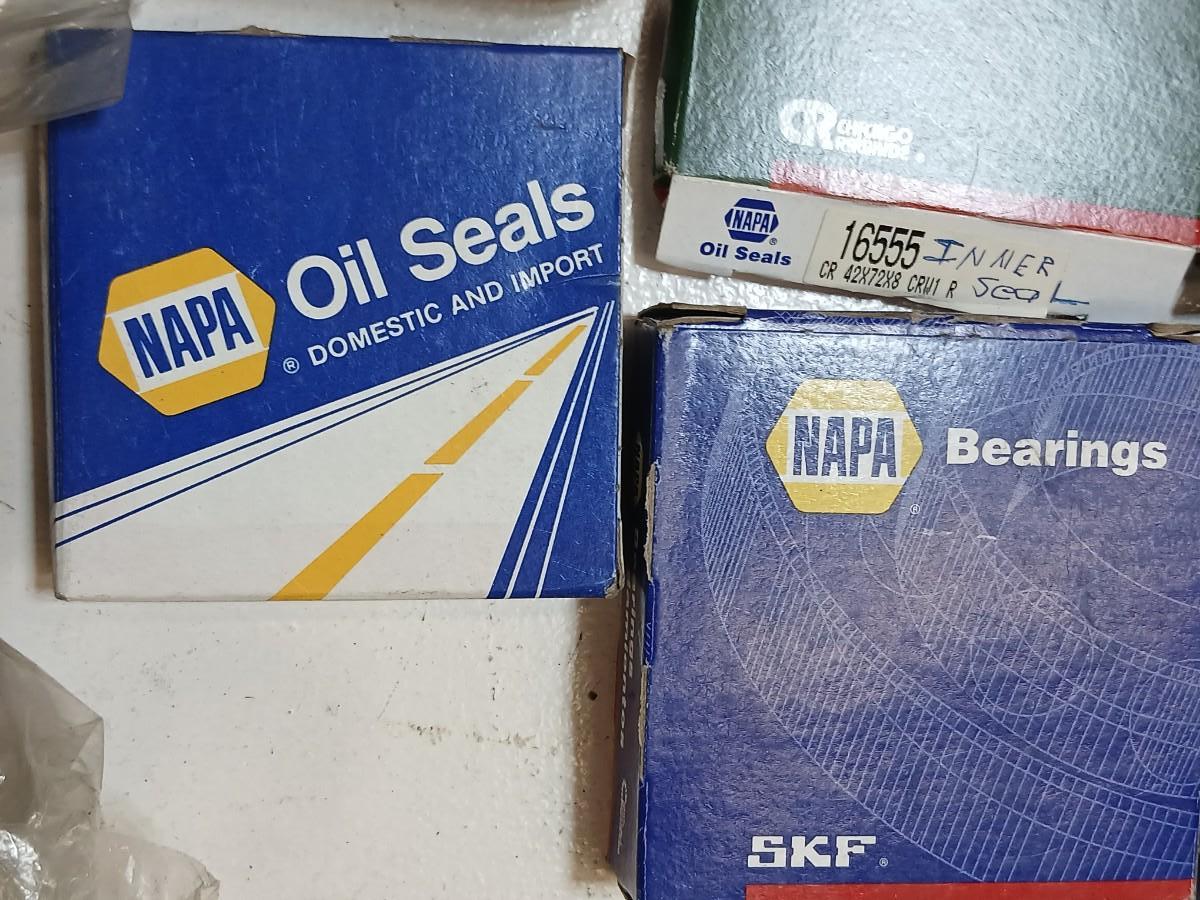 NAPA
Oil Seals
® DOMESTIC AND IMPORT
CR CHICAGO
RAWHIDE ®
NAPA ®
Oil Seals
16555 INNER
SeaL
CR 42X72X8 CRW1 R
NAPA ®
Bearings
SKF ®